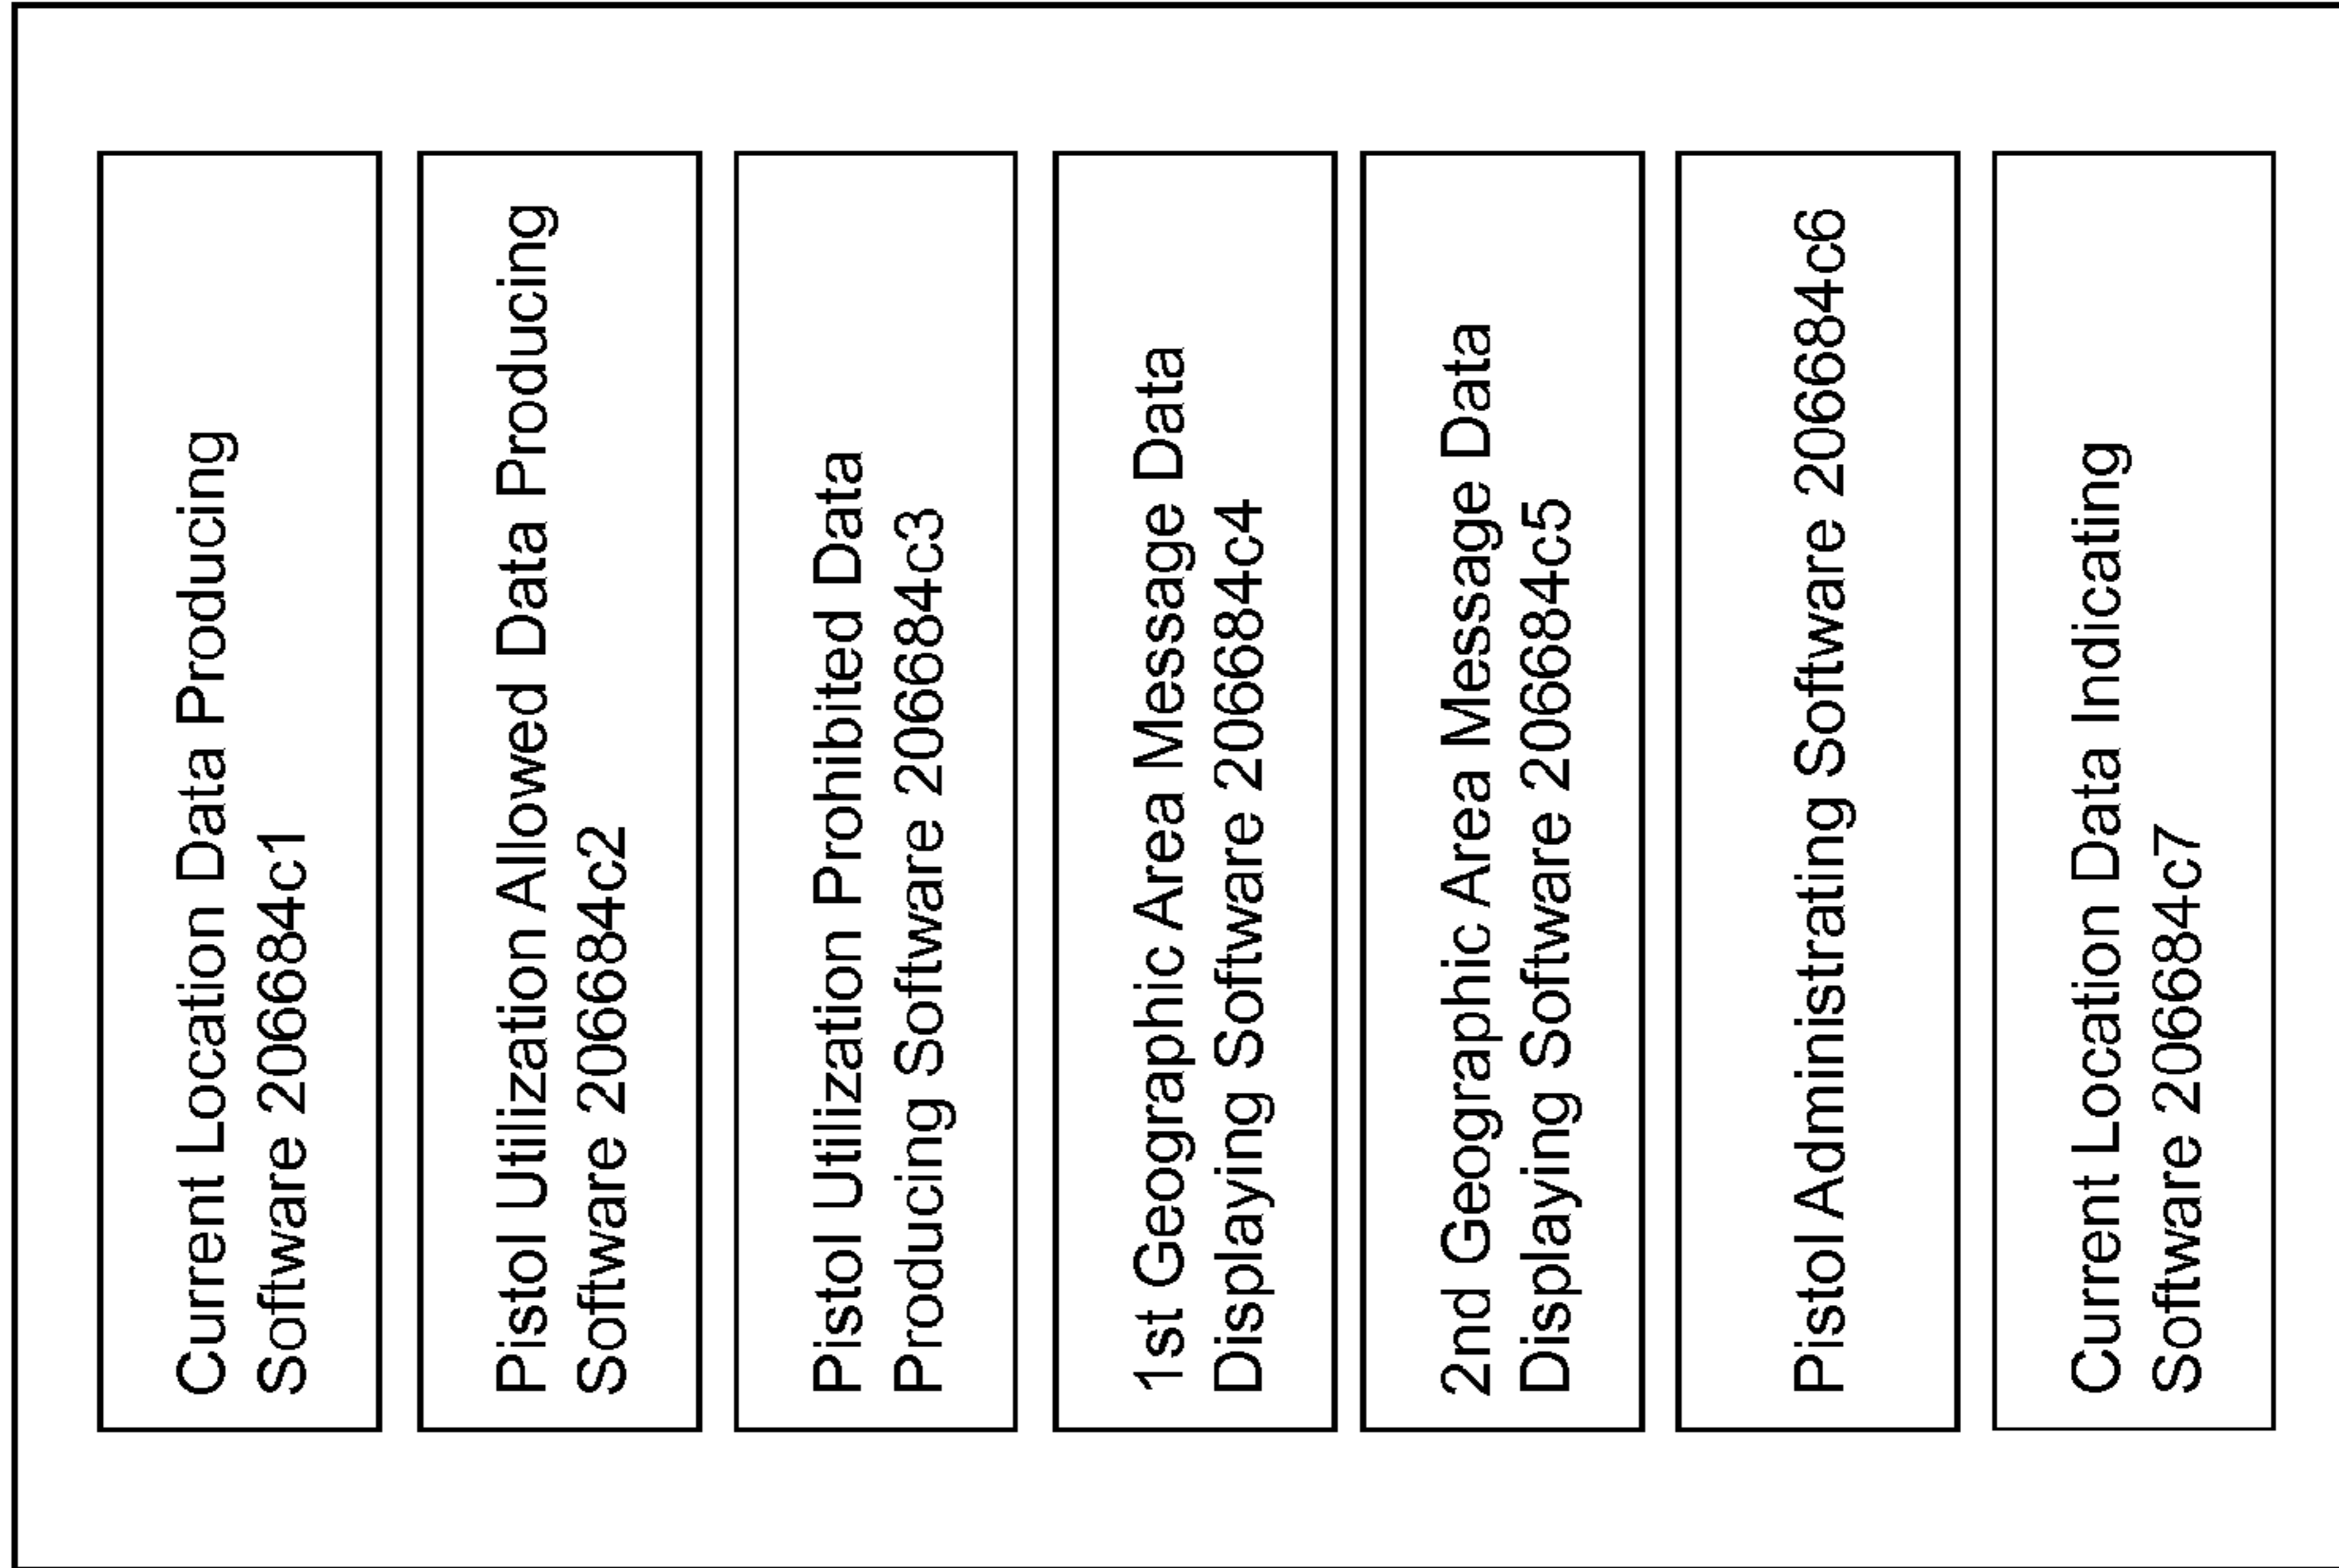 Current Location Data Producing
Software 206684c1
Pistol Utilization Allowed Data Producing
Software 206684c2
Pistol Utilization Prohibited Data
Producing Software 206684c3
1st Geographic Area Message Data
Displaying Software 206684c4
2nd Geographic Area Message Data
Displaying Software 206684c5
Pistol Administrating Software 206684c6
Current Location Data Indicating
Software 206684c7